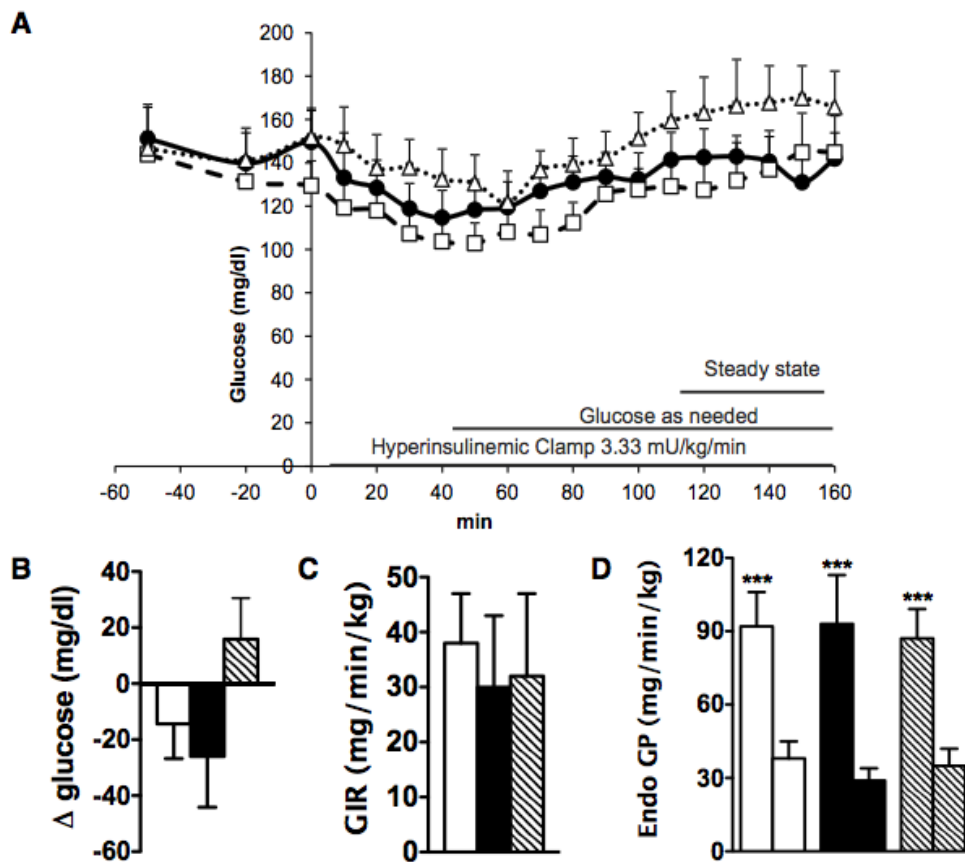 A
200
180
160
140
120
100
80
60
40
20
0
Glucose (mg/dl)
Steady state
Glucose as needed
Hyperinsulinemic Clamp 3.33 mU/kg/min
-60 -40 -20 0 20 40 60 80 100 120 140 160
min
B
40
20
0
-20
-40
-60
Δ glucose (mg/dl)
C
50
40
30
20
10
0
GIR (mg/min/kg)
D
120
90
60
30
0
Endo GP (mg/min/kg)
*** *** ***